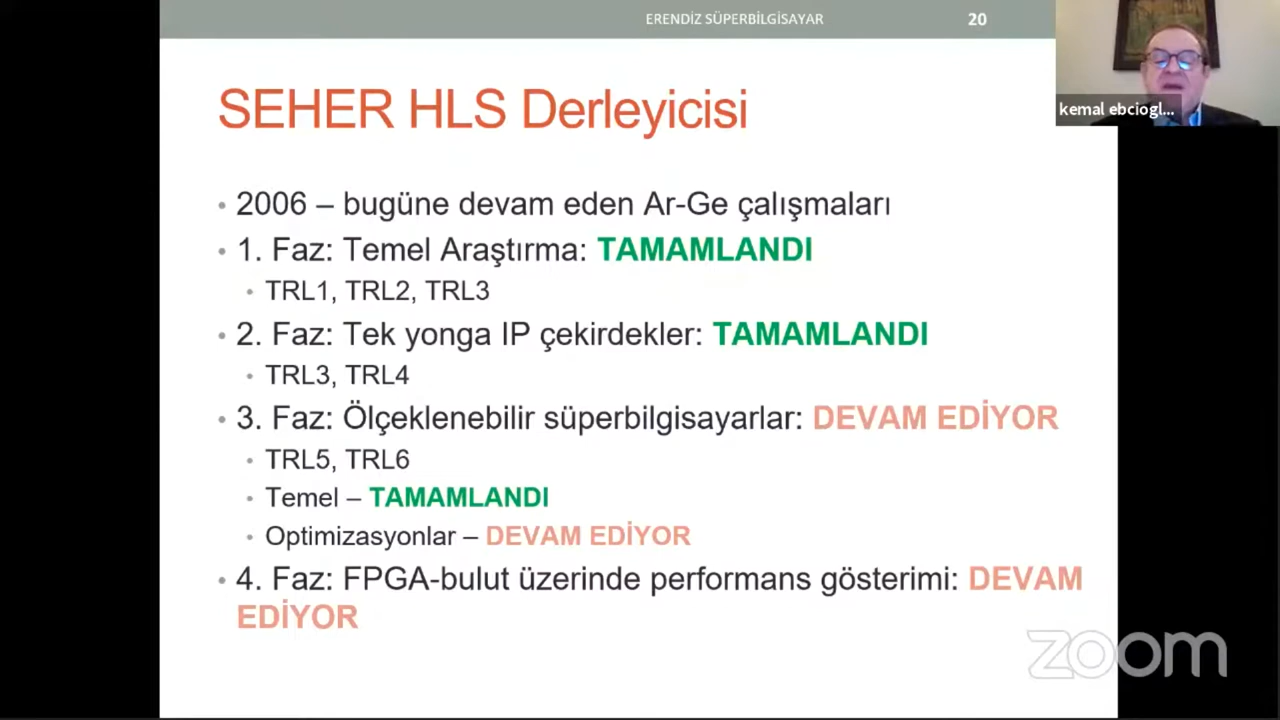 ERENDİZ SÜPERBİLGİSAYAR
20
kemal ebciogl...
SEHER HLS Derleyicisi
• 2006 – bugüne devam eden Ar-Ge çalışmaları
• 1. Faz: Temel Araştırma: TAMAMLANDI
• TRL1, TRL2, TRL3
• 2. Faz: Tek yonga IP çekirdekler: TAMAMLANDI
• TRL3, TRL4
• 3. Faz: Ölçeklenebilir süperbilgisayarlar: DEVAM EDİYOR
• TRL5, TRL6
• Temel – TAMAMLANDI
• Optimizasyonlar – DEVAM EDİYOR
• 4. Faz: FPGA-bulut üzerinde performans gösterimi: DEVAM
EDİYOR
zoom